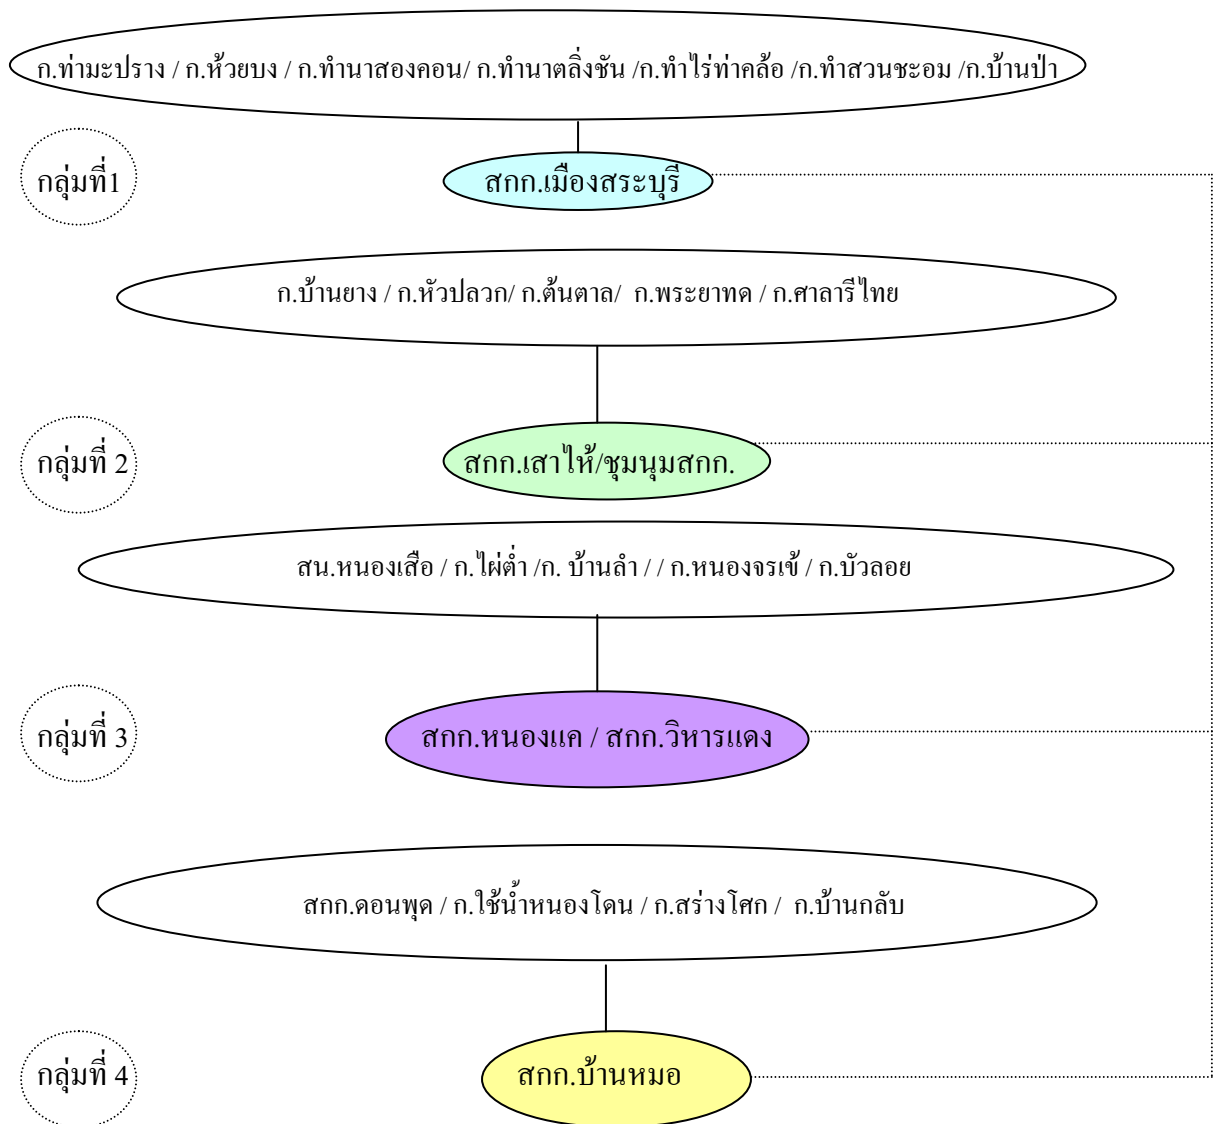 ก.ท่ามะปราง / ก.ห้วยบง / ก.ทำนาสองคอน/ ก.ทำนาตลิ่งชัน /ก.ทำไร่ท่าคล้อ /ก.ทำสวนชะอม /ก.บ้านป่า
กลุ่มที่1
สกก.เมืองสระบุรี
ก.บ้านยาง / ก.หัวปลวก/ ก.ต้นตาล/ ก.พระยาทด / ก.ศาลารีไทย
กลุ่มที่ 2
สกก.เสาไห้/ชุมนุมสกก.
สน.หนองเสือ / ก.ไผ่ต่ำ /ก. บ้านลำ / / ก.หนองจรเข้ / ก.บัวลอย
กลุ่มที่ 3
สกก.หนองแค / สกก.วิหารแดง
สกก.ดอนพุด / ก.ใช้น้ำหนองโดน / ก.สร่างโศก / ก.บ้านกลับ
กลุ่มที่ 4
สกก.บ้านหมอ